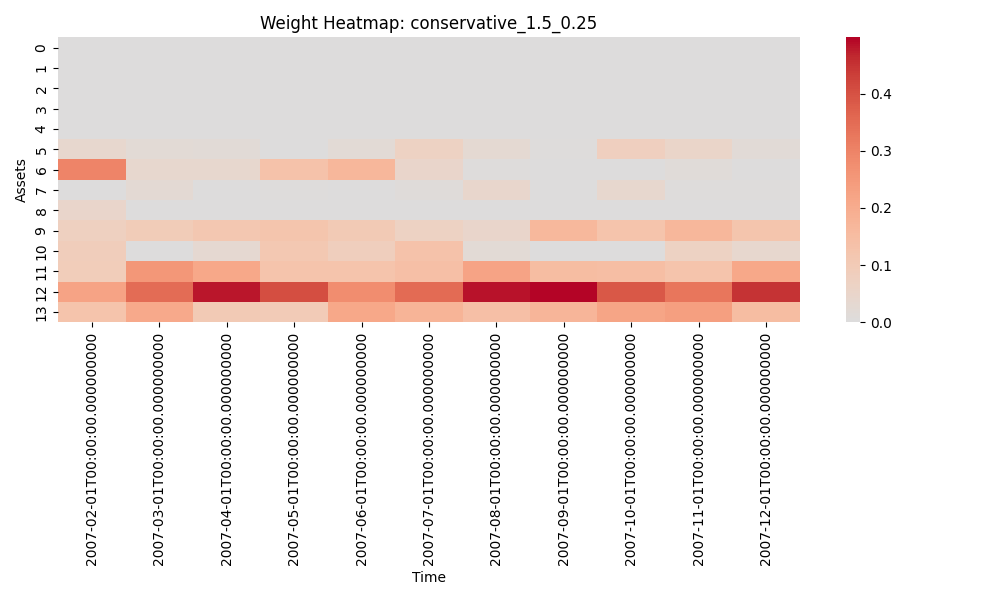 Weight Heatmap: conservative_1.5_0.25
Assets
0
1
2
3
4
5
6
7
8
9
10
11
12
13
0.4
0.3
0.2
0.1
0.0
2007-02-01T00:00:00.000000000
2007-03-01T00:00:00.000000000
2007-04-01T00:00:00.000000000
2007-05-01T00:00:00.000000000
2007-06-01T00:00:00.000000000
2007-07-01T00:00:00.000000000
2007-08-01T00:00:00.000000000
2007-09-01T00:00:00.000000000
2007-10-01T00:00:00.000000000
2007-11-01T00:00:00.000000000
2007-12-01T00:00:00.000000000
Time